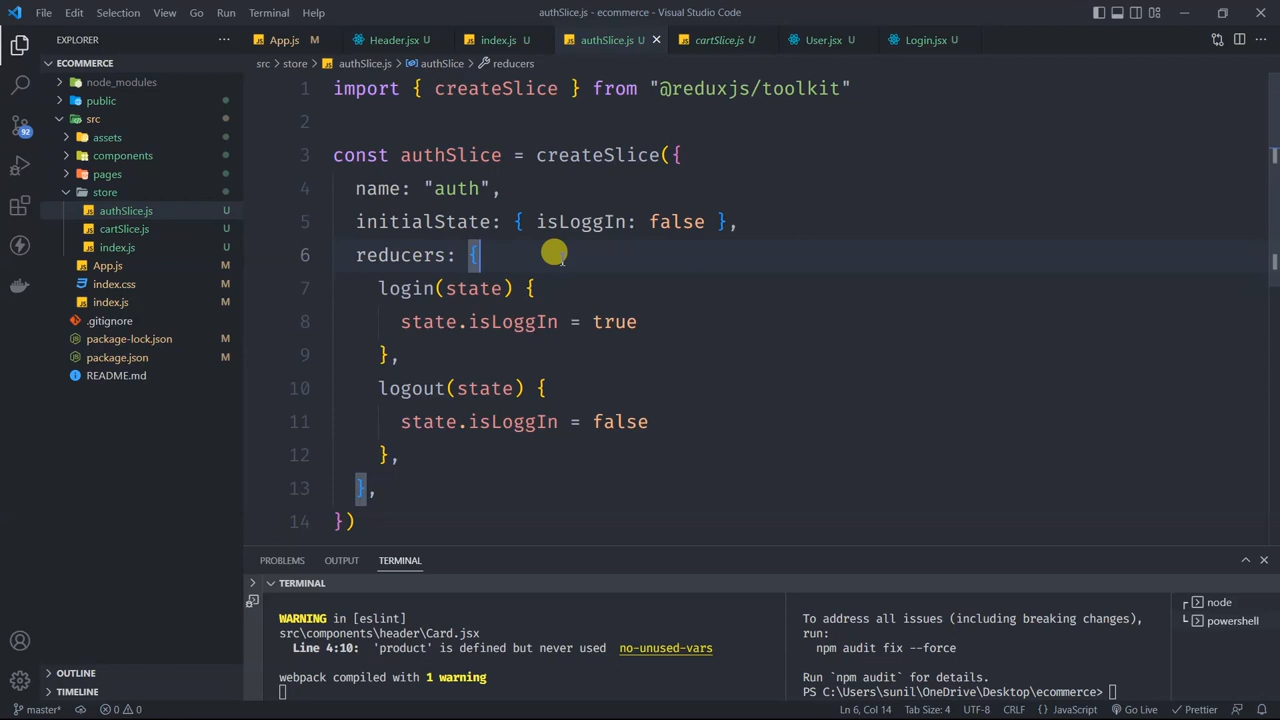 File Edit Selection View Go Run Terminal Help
authSlice.js - ecommerce - Visual Studio Code
EXPLORER
ECOMMERCE
node_modules
public
src
assets
components
pages
store
authSlice.js U
cartSlice.js U
index.js U
App.js M
index.css M
index.js M
.gitignore
package-lock.json M
package.json M
README.md
OUTLINE
TIMELINE
92
App.js M
Header.jsx U
index.js U
authSlice.js U
cartSlice.js U
User.jsx U
Login.jsx U
src > store > authSlice.js > authSlice > reducers
1 import { createSlice } from "@reduxjs/toolkit"
2
3 const authSlice = createSlice({
4 name: "auth",
5 initialState: { isLoggIn: false },
6 reducers: {
7 login(state) {
8 state.isLoggIn = true
9 },
10 logout(state) {
11 state.isLoggIn = false
12 },
13 },
14 })
PROBLEMS OUTPUT TERMINAL
TERMINAL
WARNING in [eslint]
src\components\header\Card.jsx
Line 4:10: 'product' is defined but never used no-unused-vars
webpack compiled with 1 warning
To address all issues (including breaking changes),
run:
npm audit fix --force
Run `npm audit` for details.
PS C:\Users\sunil\OneDrive\Desktop\ecommerce>
node
powershell
master* 0 0
Ln 6, Col 14 Tab Size: 4 UTF-8 CRLF JavaScript Go Live Prettier